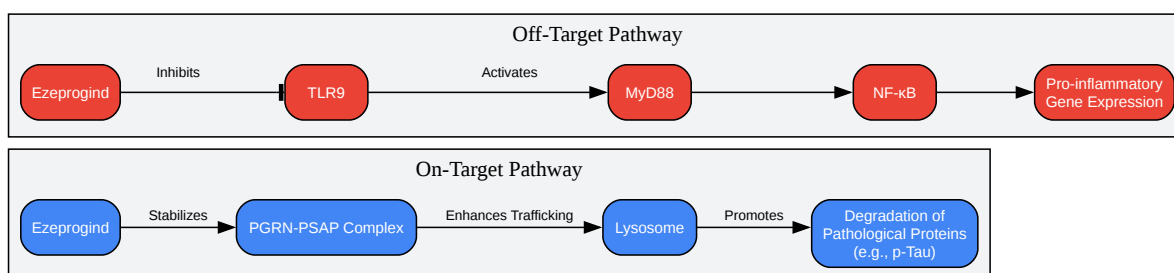 Off-Target Pathway
Ezeprogind
Inhibits
TLR9
Activates
MyD88
NF-κB
Pro-inflammatory
Gene Expression
On-Target Pathway
Ezeprogind
Stabilizes
PGRN-PSAP Complex
Enhances Trafficking
Lysosome
Promotes
Degradation of
Pathological Proteins
(e.g., p-Tau)